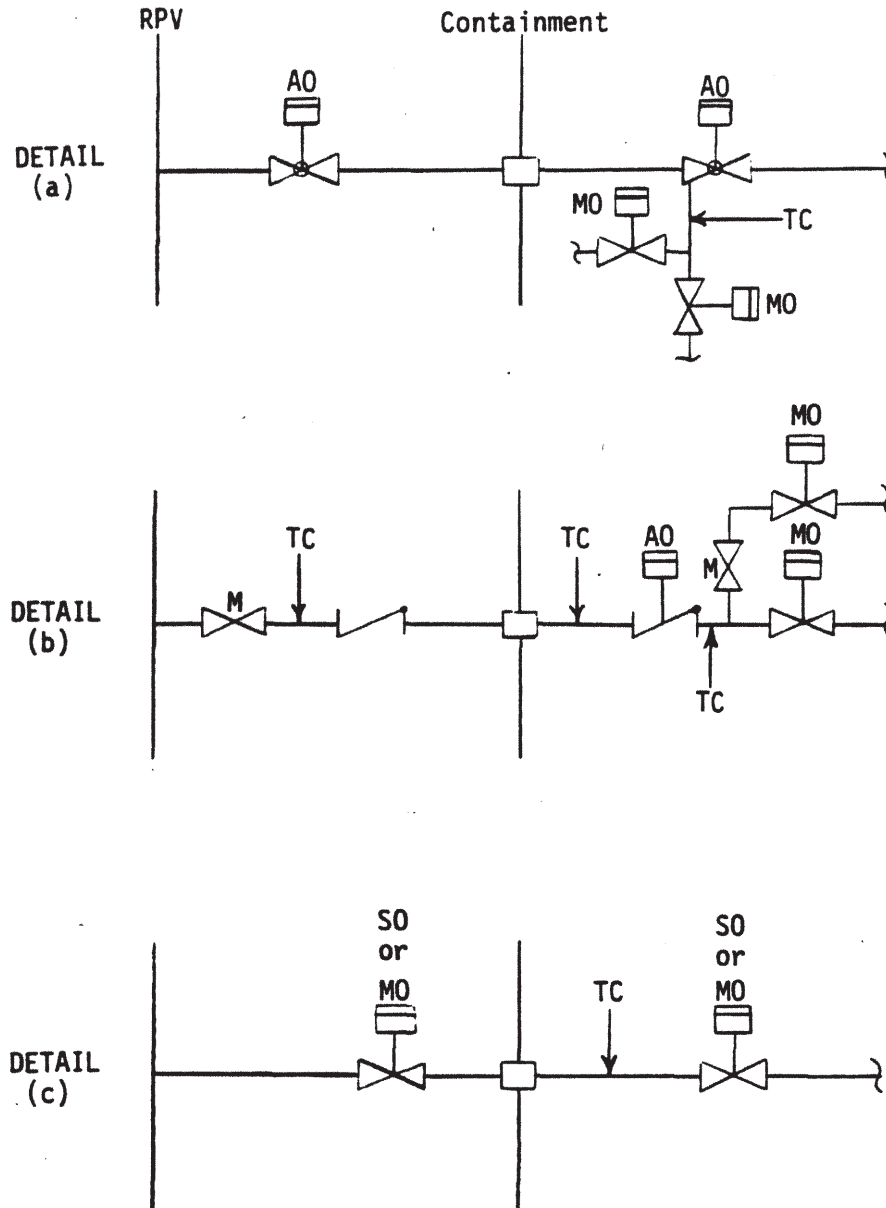 RPV
Containment
AO
AO
DETAIL
(a)
MO
TC
MO
MO
TC
TC
AO
M
MO
M
DETAIL
(b)
TC
SO
or
MO
TC
SO
or
MO
DETAIL
(c)